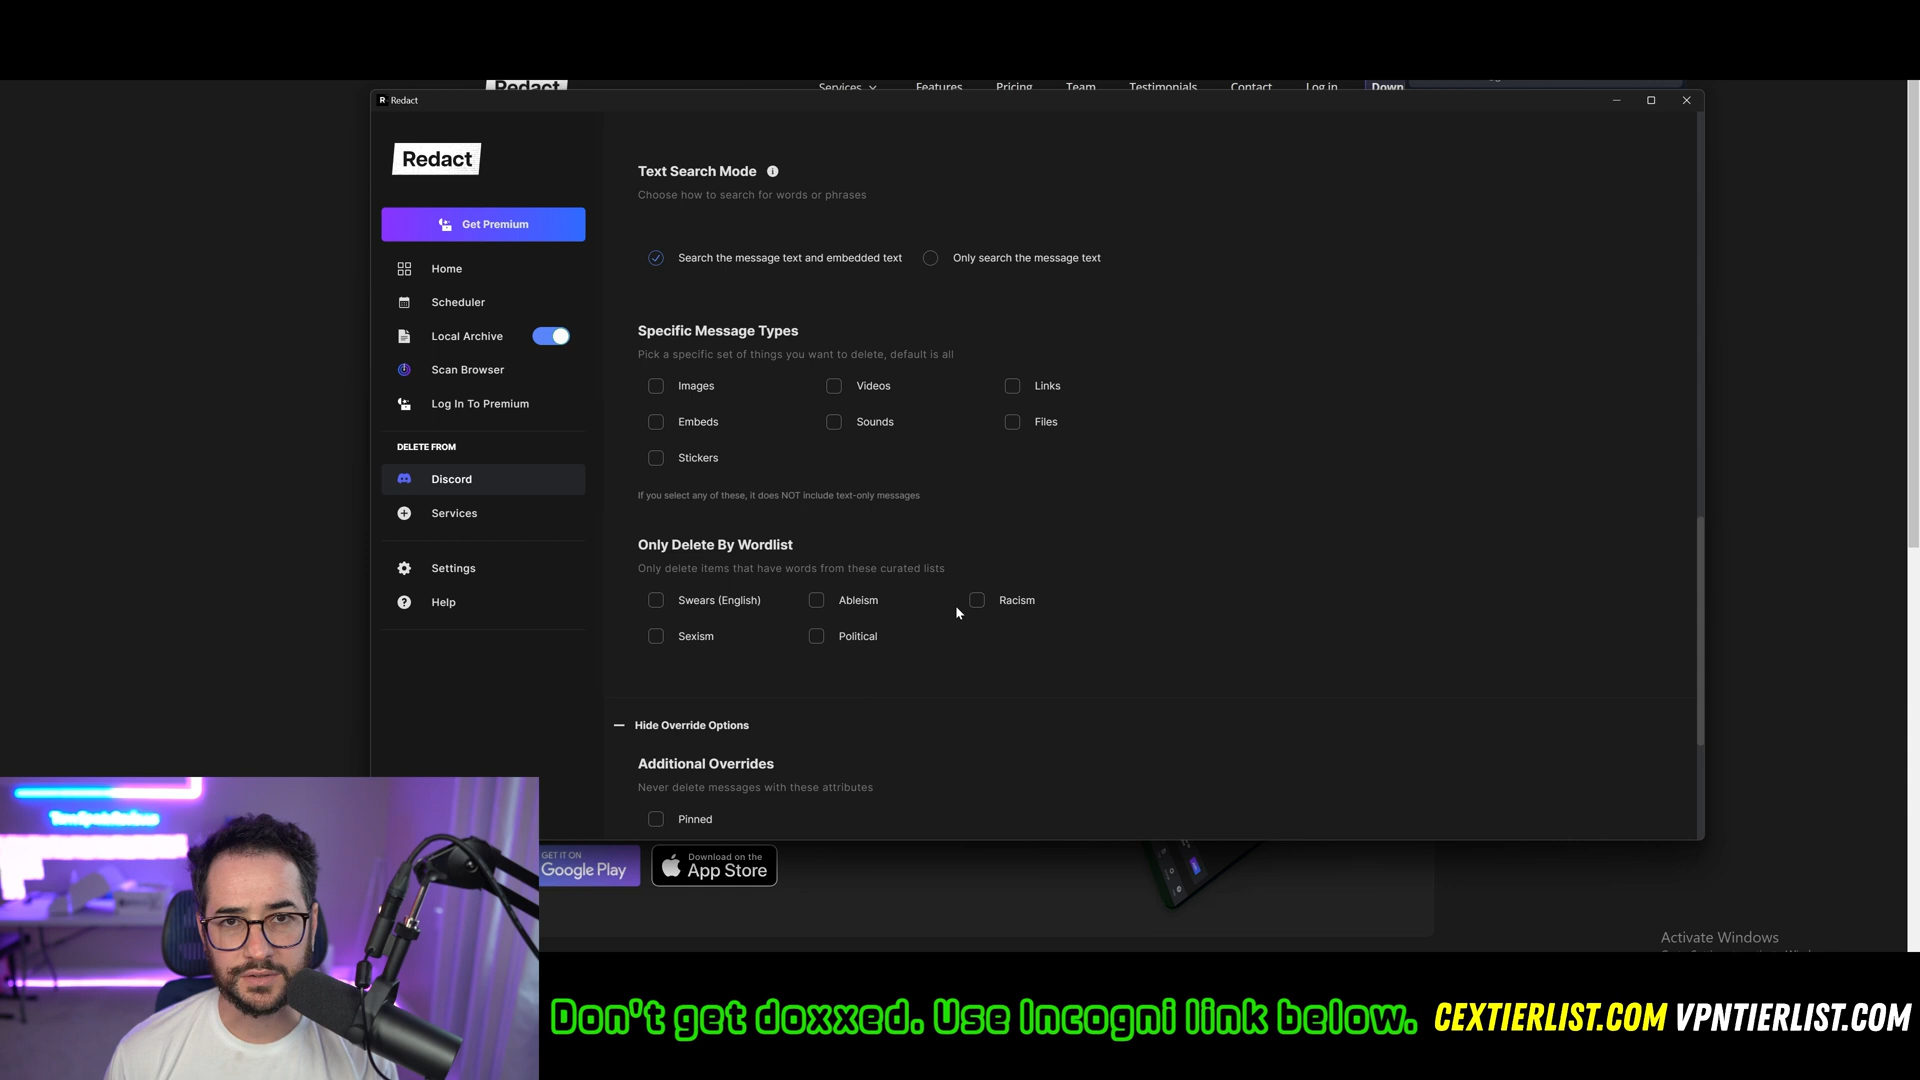 Redact
Services Features Pricing Team Testimonials Contact Log in Down
R Redact
Redact
Get Premium
Home
Scheduler
Local Archive
Scan Browser
Log In To Premium
DELETE FROM
Discord
Services
Settings
Help
Text Search Mode
Choose how to search for words or phrases
Search the message text and embedded text Only search the message text
Specific Message Types
Pick a specific set of things you want to delete, default is all
Images Videos Links
Embeds Sounds Files
Stickers
If you select any of these, it does NOT include text-only messages
Only Delete By Wordlist
Only delete items that have words from these curated lists
Swears (English) Ableism Racism
Sexism Political
Hide Override Options
Additional Overrides
Never delete messages with these attributes
Pinned
GET IT ON
Google Play
Download on the
App Store
Activate Windows
Don't get doxxed. Use Incogni link below. CEXTIERLIST.COM VPNTIERLIST.COM